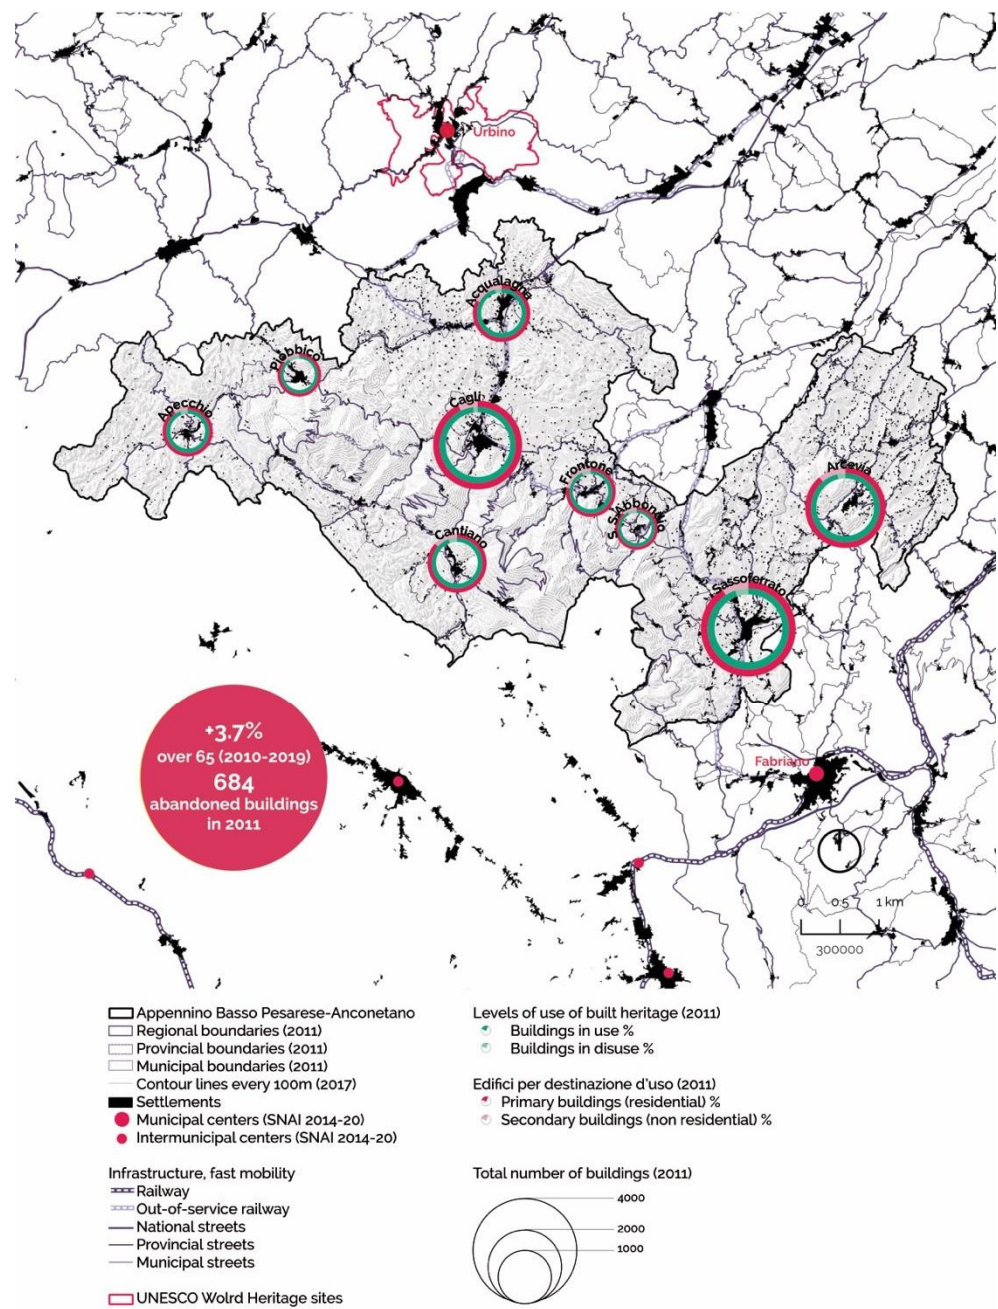 Urbino
Acqualagna
Piobbico
Apecchio
Cagli
Frontone
S. S. Abbondio
Arcevia
Cantiano
Sassoferrato
+3.7%
over 65 (2010-2019)
684
abandoned buildings
in 2011
Fabriano
0 0.5 1 km
300000
Appennino Basso Pesarese-Anconetano
Regional boundaries (2011)
Provincial boundaries (2011)
Municipal boundaries (2011)
Contour lines every 100m (2017)
Settlements
Municipal centers (SNAI 2014-20)
Intermunicipal centers (SNAI 2014-20)
Infrastructure, fast mobility
Railway
Out-of-service railway
National streets
Provincial streets
Municipal streets
UNESCO Wolrd Heritage sites
Levels of use of built heritage (2011)
Buildings in use %
Buildings in disuse %
Edifici per destinazione d'uso (2011)
Primary buildings (residential) %
Secondary buildings (non residential) %
Total number of buildings (2011)
4000
2000
1000